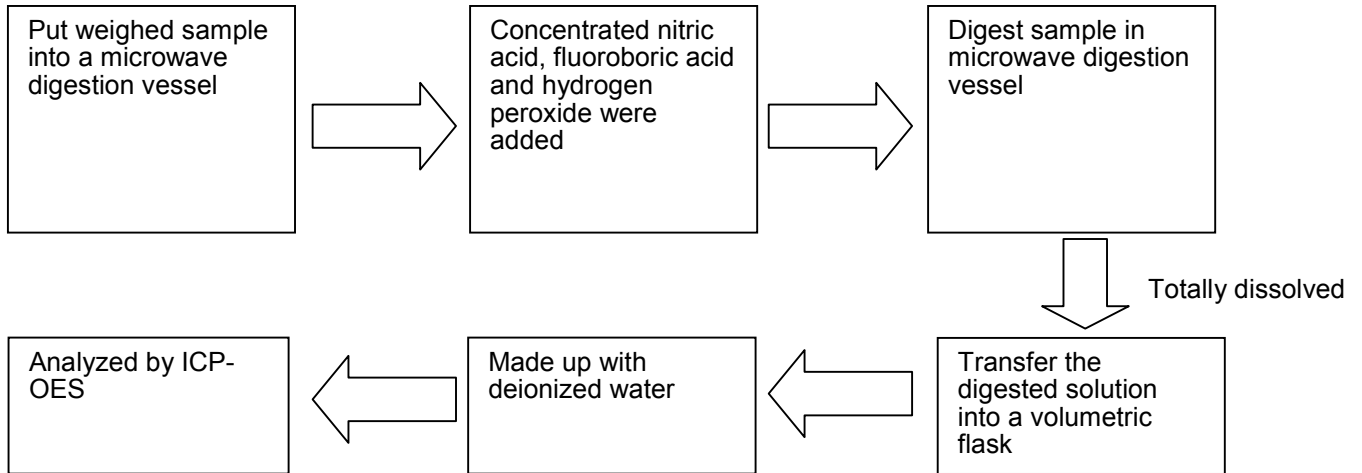 Put weighed sample
into a microwave
digestion vessel
Concentrated nitric
acid, fluoroboric acid
and hydrogen
peroxide were
added
Digest sample in
microwave digestion
vessel
Totally dissolved
Transfer the
digested solution
into a volumetric
flask
Made up with
deionized water
Analyzed by ICP-
OES